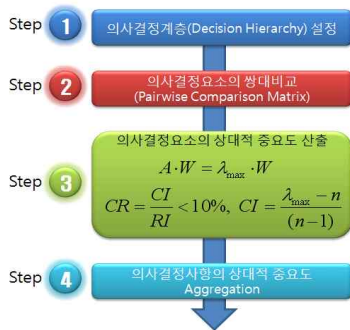 Step 1 의사결정계층(Decision Hierarchy) 설정
Step 2 의사결정요소의 쌍대비교
(Pairwise Comparison Matrix)
의사결정요소의 상대적 중요도 산출
Step 3 A·W = λmax·W
CR = CI/RI < 10%, CI = (λmax − n)/(n−1)
Step 4 의사결정사항의 상대적 중요도
Aggregation